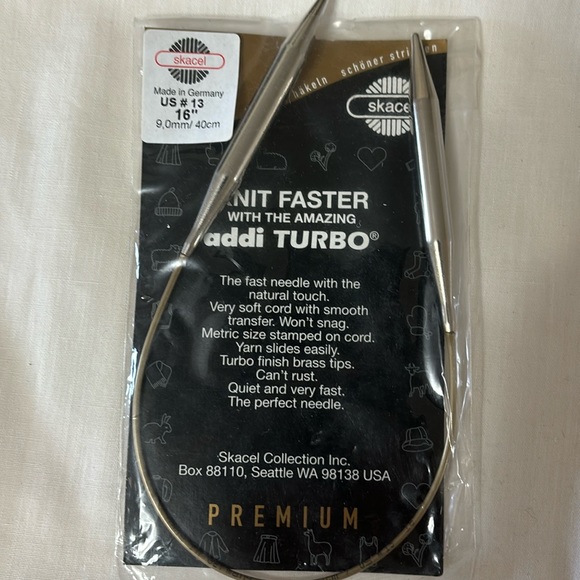 skacel
Made in Germany
US # 13
16"
9,0mm/ 40cm
häkeln schöner stricken
skacel
KNIT FASTER
WITH THE AMAZING
addi TURBO®
The fast needle with the
natural touch.
Very soft cord with smooth
transfer. Won't snag.
Metric size stamped on cord.
Yarn slides easily.
Turbo finish brass tips.
Can't rust.
Quiet and very fast.
The perfect needle.
Skacel Collection Inc.
Box 88110, Seattle WA 98138 USA
PREMIUM